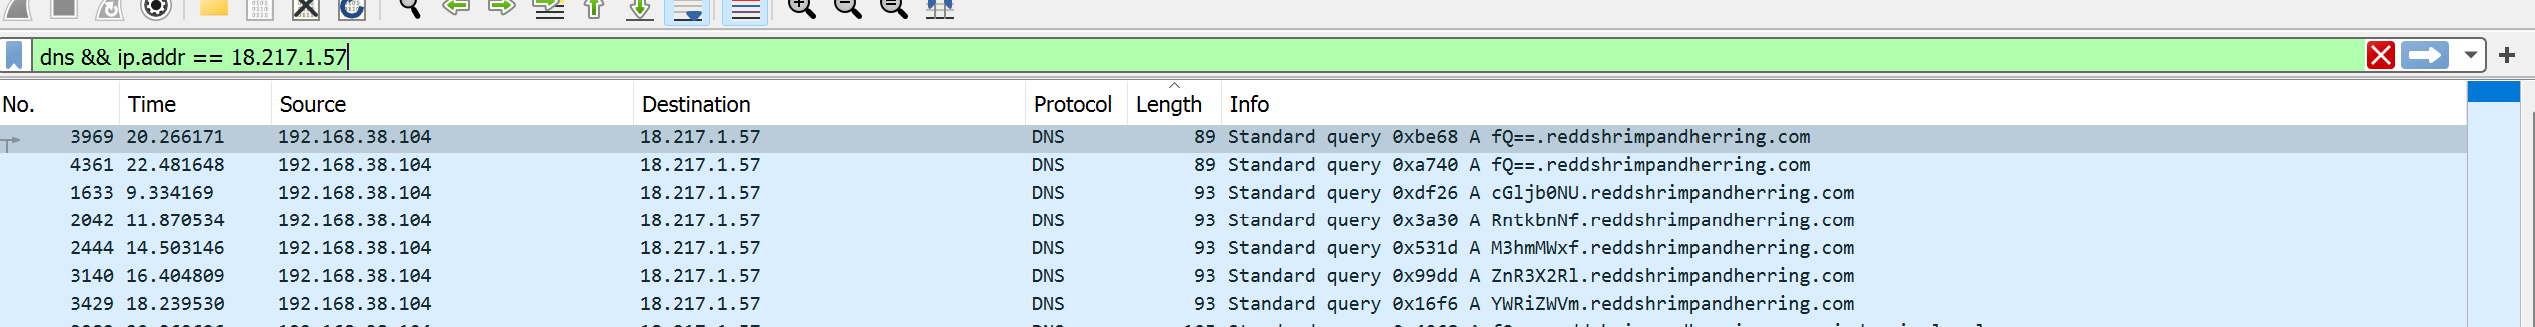 dns && ip.addr == 18.217.1.57
No. Time Source Destination Protocol Length Info
3969 20.266171 192.168.38.104 18.217.1.57 DNS 89 Standard query 0xbe68 A fQ==.reddshrimpandherring.com
4361 22.481648 192.168.38.104 18.217.1.57 DNS 89 Standard query 0xa740 A fQ==.reddshrimpandherring.com
1633 9.334169 192.168.38.104 18.217.1.57 DNS 93 Standard query 0xdf26 A cGljb0NU.reddshrimpandherring.com
2042 11.870534 192.168.38.104 18.217.1.57 DNS 93 Standard query 0x3a30 A RntkbnNf.reddshrimpandherring.com
2444 14.503146 192.168.38.104 18.217.1.57 DNS 93 Standard query 0x531d A M3hmMWxf.reddshrimpandherring.com
3140 16.404809 192.168.38.104 18.217.1.57 DNS 93 Standard query 0x99dd A ZnR3X2Rl.reddshrimpandherring.com
3429 18.239530 192.168.38.104 18.217.1.57 DNS 93 Standard query 0x16f6 A YWRiZWVm.reddshrimpandherring.com